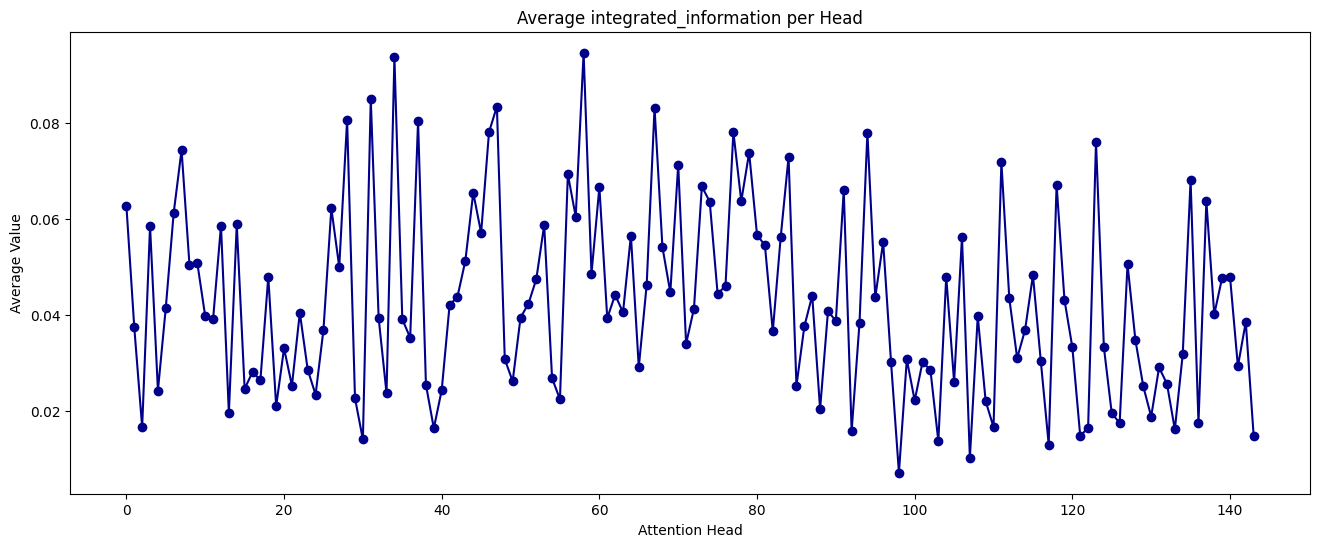 Average integrated_information per Head
Average Value
0.08
0.06
0.04
0.02
0 20 40 60 80 100 120 140
Attention Head